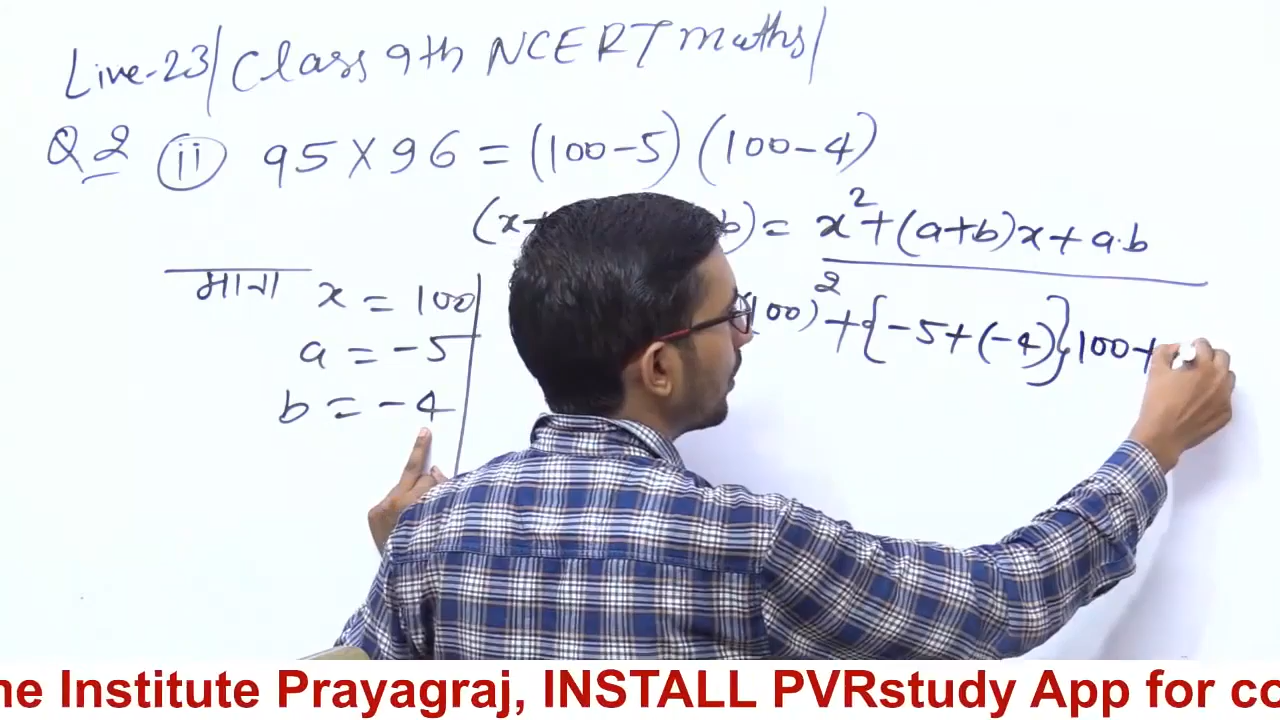 Live-23/ Class 9th NCERT maths/
Q2 (ii) 95 X 96 = (100-5) (100-4)
(x+ b) = x² + (a+b)x + a·b
माना x = 100
(100)² + {-5+(-4)} 100 +
a = -5
b = -4
ne Institute Prayagraj, INSTALL PVRstudy App for co